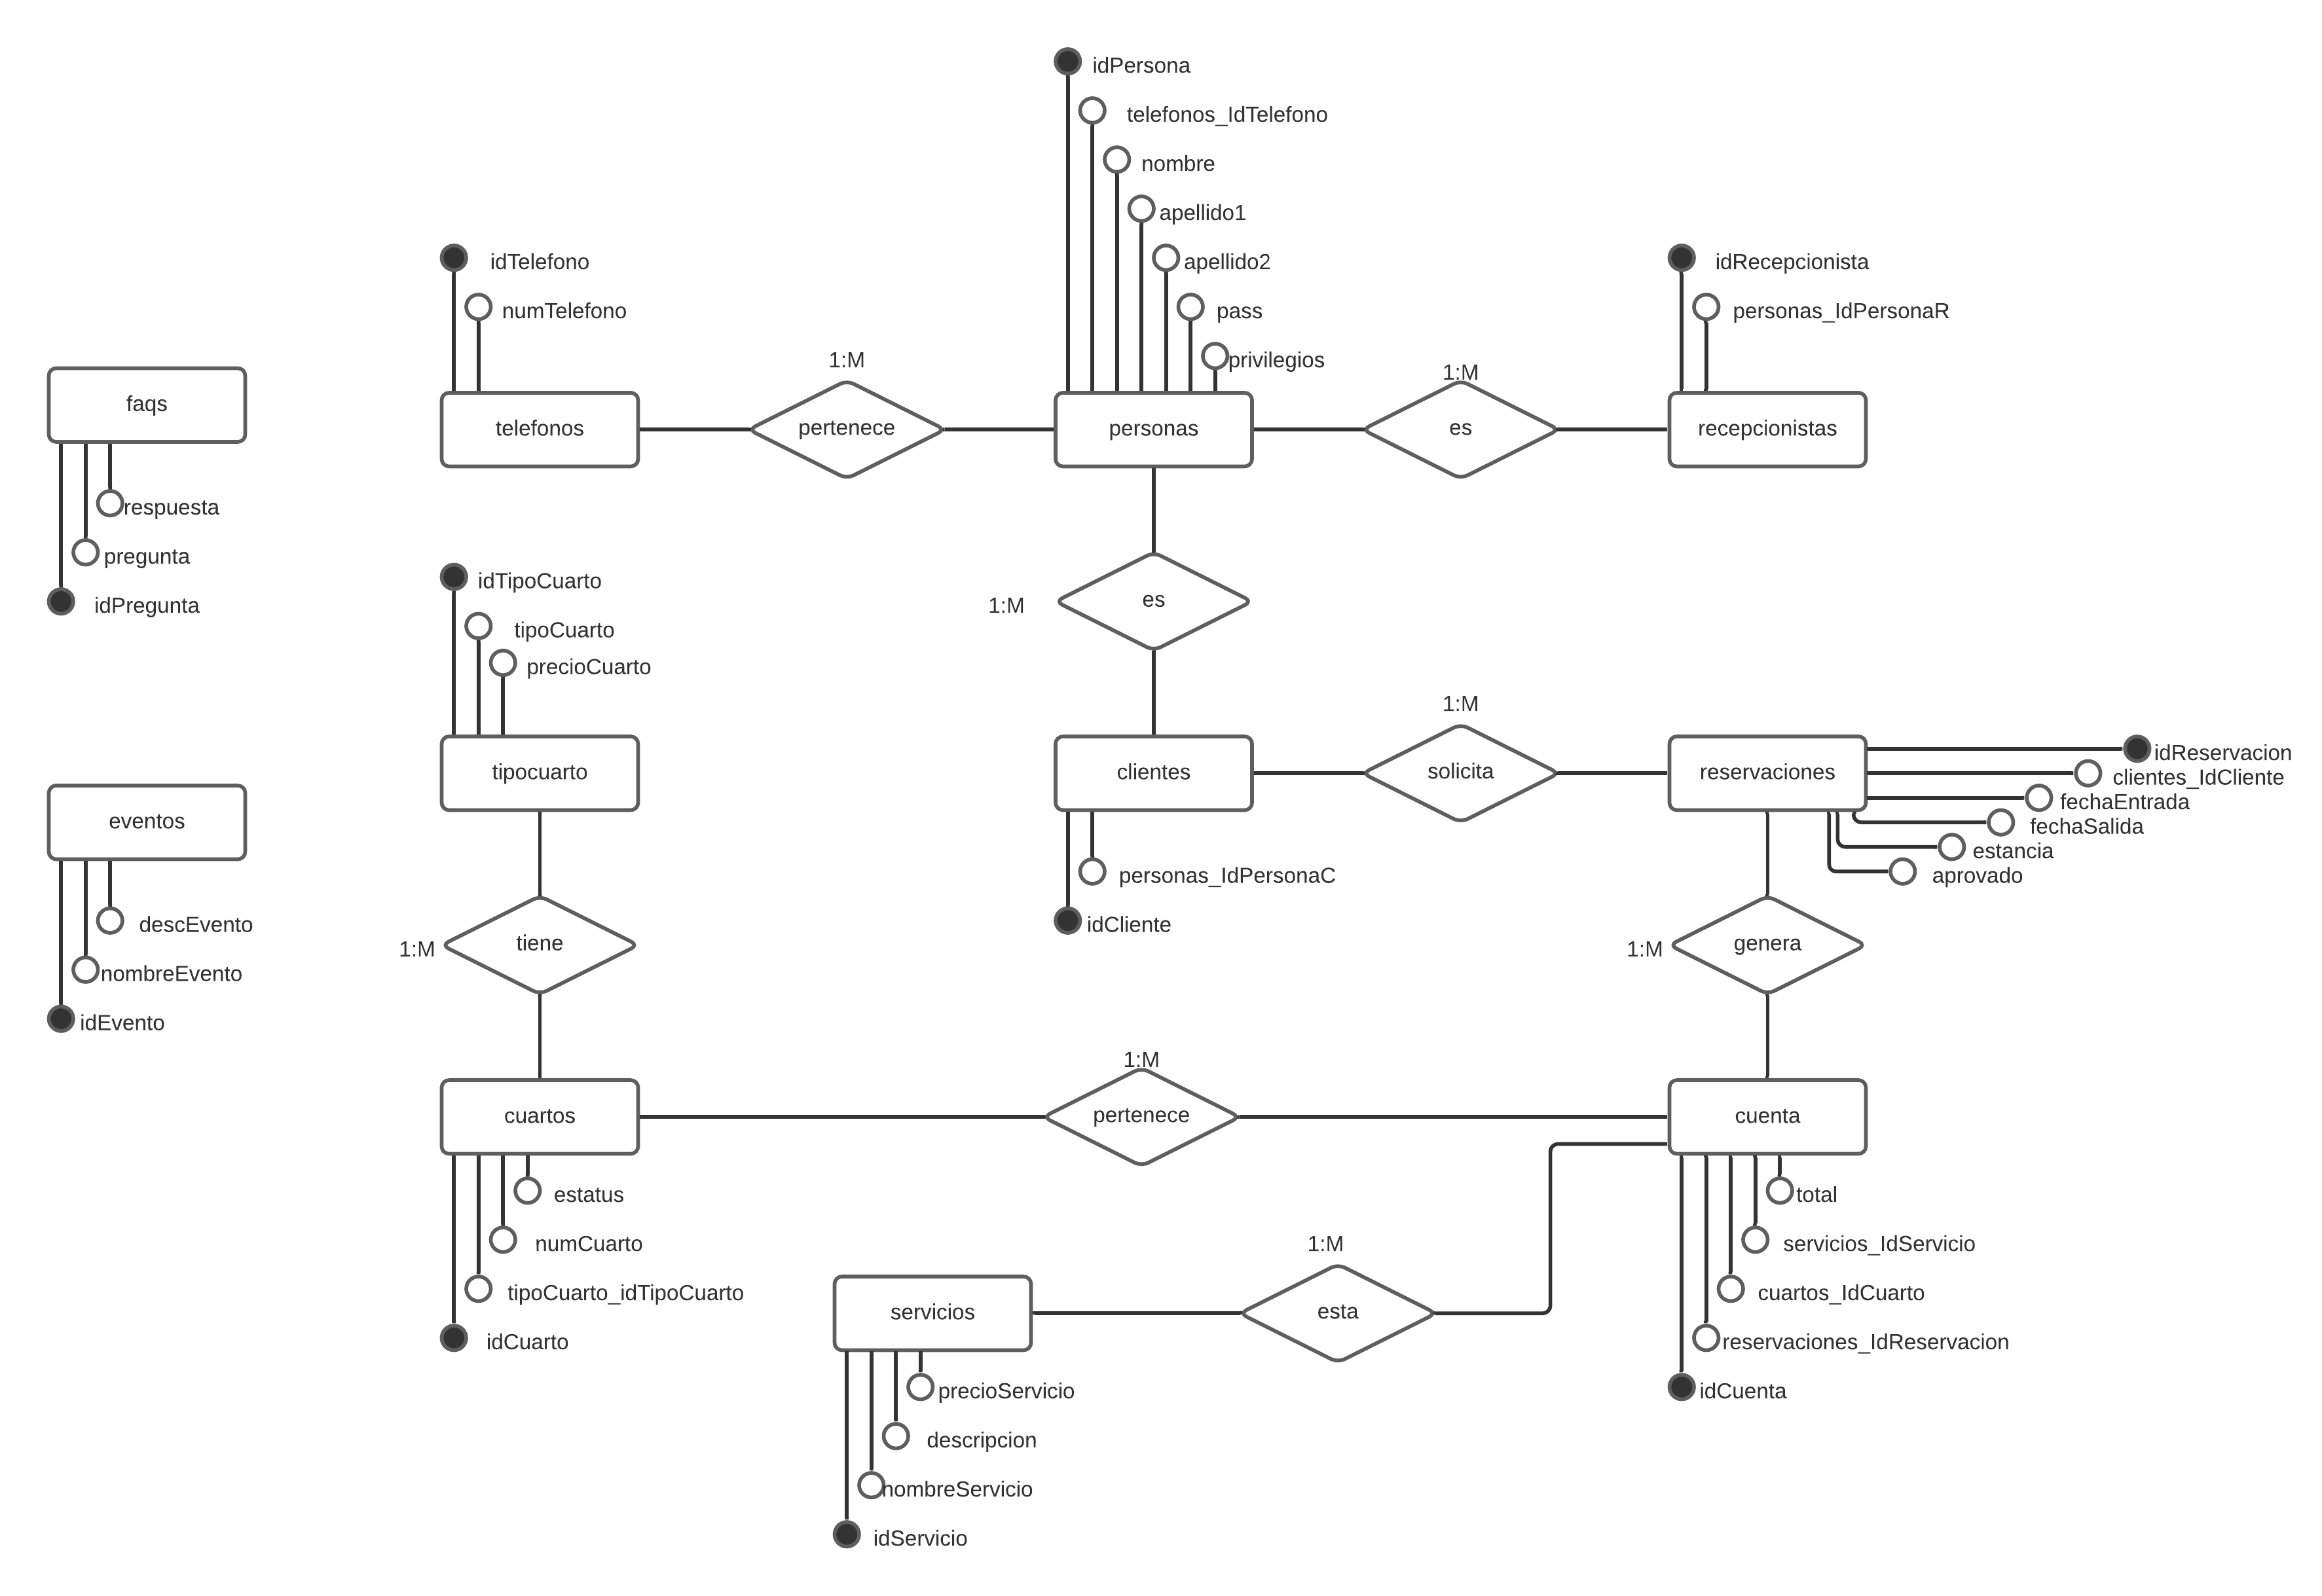 idPersona
telefonos_IdTelefono
nombre
apellido1
apellido2
pass
privilegios
idTelefono
numTelefono
idRecepcionista
personas_IdPersonaR
1:M
1:M
faqs
telefonos
pertenece
personas
es
recepcionistas
respuesta
pregunta
idPregunta
idTipoCuarto
tipoCuarto
precioCuarto
1:M
es
1:M
tipocuarto
clientes
solicita
reservaciones
idReservacion
clientes_IdCliente
fechaEntrada
fechaSalida
estancia
aprovado
eventos
descEvento
nombreEvento
idEvento
personas_IdPersonaC
idCliente
1:M
tiene
1:M
genera
1:M
cuartos
pertenece
cuenta
estatus
numCuarto
tipoCuarto_idTipoCuarto
idCuarto
total
servicios_IdServicio
cuartos_IdCuarto
reservaciones_IdReservacion
idCuenta
1:M
servicios
esta
precioServicio
descripcion
nombreServicio
idServicio